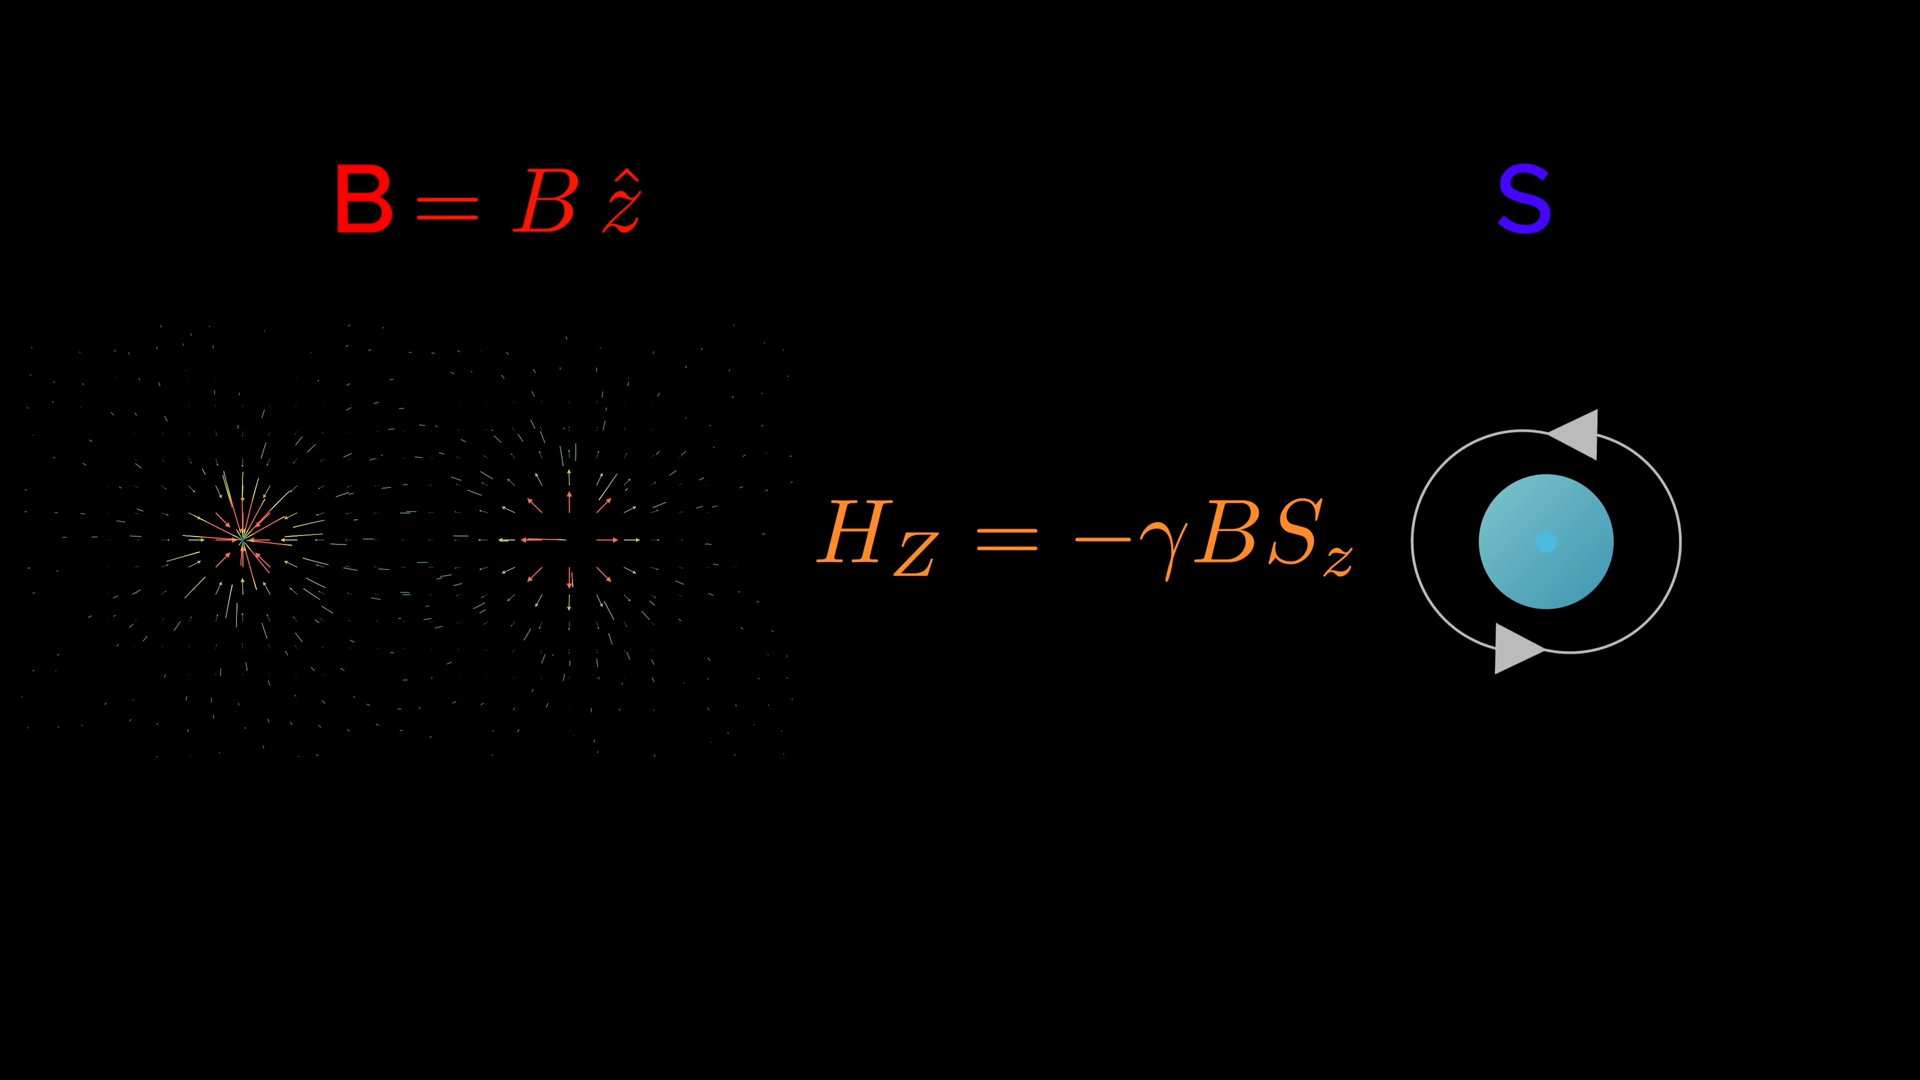 B = B ẑ
S
H_Z = −γBS_z